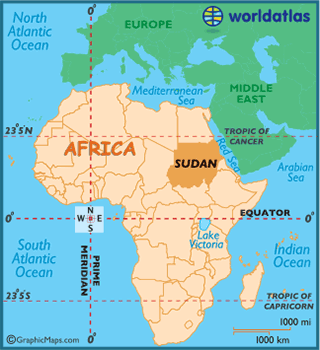 North
Atlantic
Ocean
0°
EUROPE
worldatlas
Mediterranean
Sea
MIDDLE
EAST
23°5'N
TROPIC OF
CANCER
AFRICA
SUDAN
Red Sea
Arabian
Sea
0°
N
W 0 E
S
EQUATOR
Lake
Victoria
South
Atlantic
Ocean
PRIME
MERIDIAN
Indian
Ocean
23°5'S
TROPIC OF
CAPRICORN
1000 mi
1000 km
©GraphicMaps.com
0°